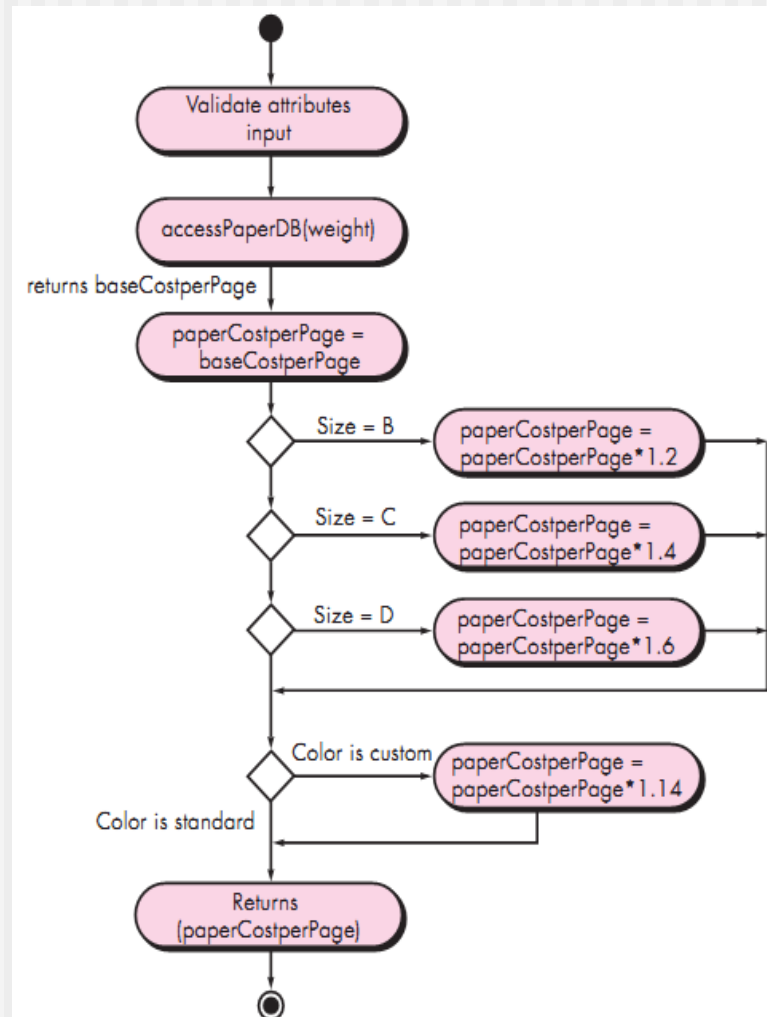 Validate attributes
input
accessPaperDB(weight)
returns baseCostperPage
paperCostperPage =
baseCostperPage
Size = B
paperCostperPage =
paperCostperPage*1.2
Size = C
paperCostperPage =
paperCostperPage*1.4
Size = D
paperCostperPage =
paperCostperPage*1.6
Color is custom
paperCostperPage =
paperCostperPage*1.14
Color is standard
Returns
(paperCostperPage)